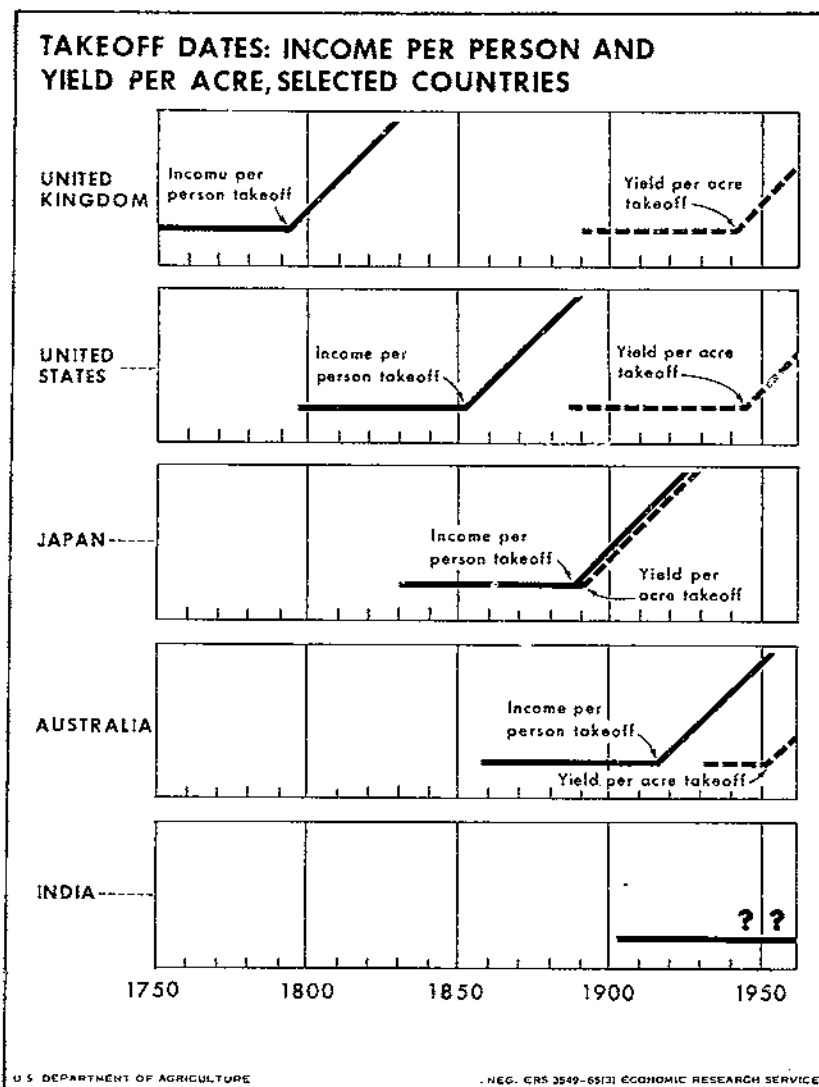 TAKEOFF DATES: INCOME PER PERSON AND
YIELD PER ACRE, SELECTED COUNTRIES
UNITED
KINGDOM
Income per
person takeoff
Yield per acre
takeoff
UNITED
STATES
Income per
person takeoff
Yield per acre
takeoff
JAPAN
Income per
person takeoff
Yield per
acre takeoff
AUSTRALIA
Income per
person takeoff
Yield per acre takeoff
INDIA
? ?
1750 1800 1850 1900 1950
U.S. DEPARTMENT OF AGRICULTURE
NEG. ERS 3549-65(3) ECONOMIC RESEARCH SERVICE